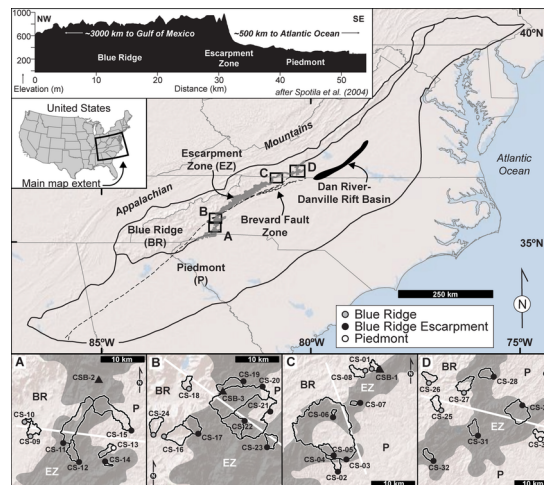 NW
SE
~3000 km to Gulf of Mexico
~500 km to Atlantic Ocean
1000
800
600
400
200
0
Blue Ridge
Escarpment
Zone
Piedmont
0
10
20
30
40
50
Elevation (m)
Distance (km)
after Spotila et al. (2004)
United States
Main map extent
40°N
35°N
85°W
80°W
75°W
Appalachian
Mountains
Escarpment
Zone (EZ)
Blue Ridge
(BR)
Piedmont
(P)
Brevard Fault
Zone
Dan River-
Danville Rift Basin
Atlantic
Ocean
A
B
C
D
250 km
N
Blue Ridge
Blue Ridge Escarpment
Piedmont
A
10 km
BR
CSB-2
P
CS-10
CS-09
CS-11
CS-12
CS-13
CS-14
CS-15
EZ
B
10 km
BR
CS-18
CS-19
CS-20
CSB-3
P
CS-21
CS-24
CS-22
CS-17
CS-16
CS-23
EZ
C
CS-01
CS-08
CSB-1
BR
EZ
CS-07
CS-06
CS-05
CS-04
CS-03
CS-02
P
10 km
D
10 km
BR
CS-26
CS-28
CS-27
CS-25
P
CS-31
CS-32
EZ
P